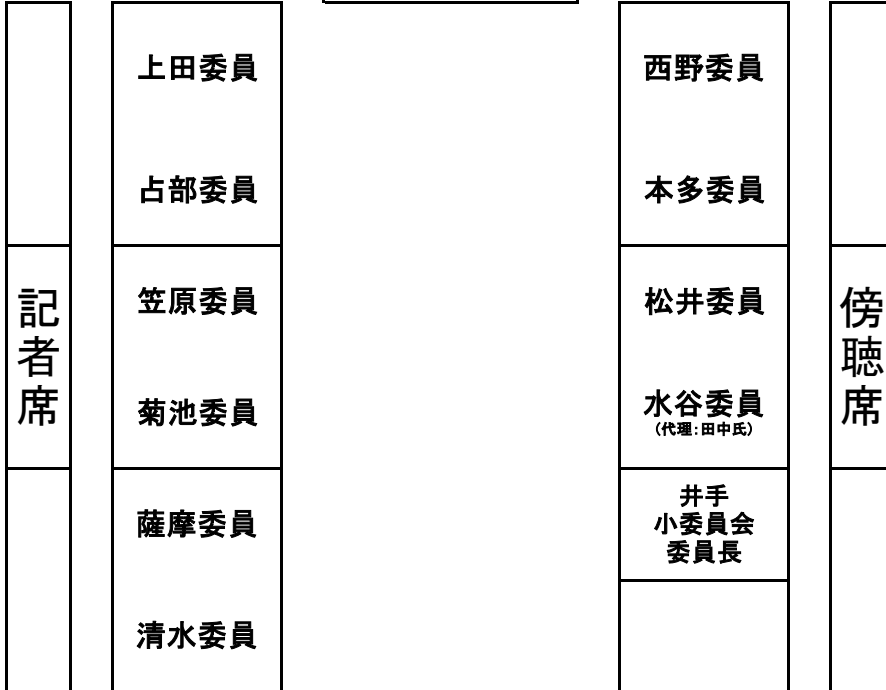 記者席
上田委員
占部委員
笠原委員
菊池委員
薩摩委員
清水委員
西野委員
本多委員
松井委員
水谷委員
(代理:田中氏)
井手
小委員会
委員長
傍聴席